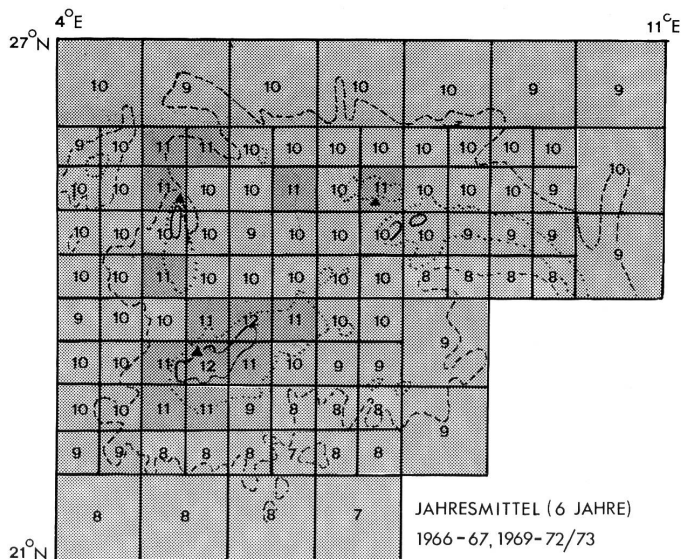 4°E 11°E
27°N
10 9 10 10 10 9 9
9 10 11 11 10 10 10 10 10 10 10 10
10
10 10 11 10 10 11 10 11 10 10 10 9
10 10 10 10 9 10 10 10 10 9 9 9
9
10 10 11 10 10 10 10 10 8 8 8 8
9 10 10 11 12 11 10 10
9
10 10 11 12 11 10 9 9
10 10 11 11 9 8 8 8
9
9 9 8 8 8 7 8 8
8 8 8 7
JAHRESMITTEL (6 JAHRE)
1966-67, 1969-72/73
21°N